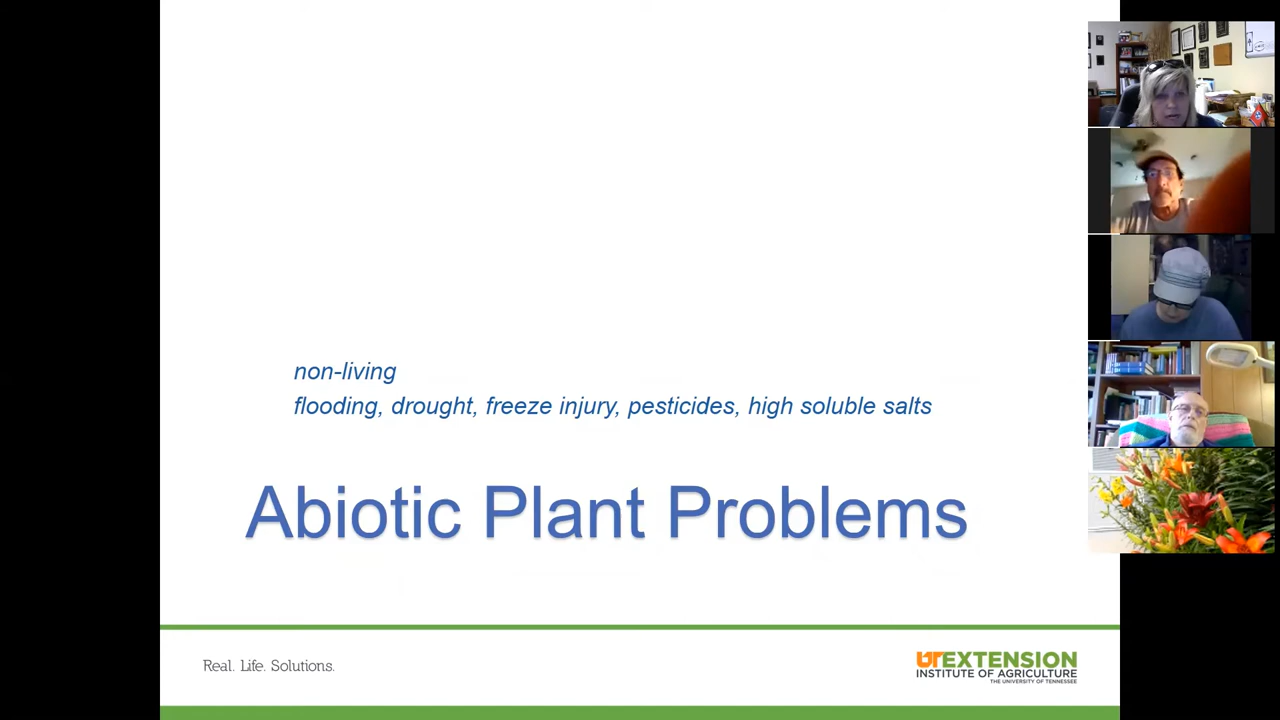 non-living
flooding, drought, freeze injury, pesticides, high soluble salts
Abiotic Plant Problems
Real. Life. Solutions.
UTEXTENSION
INSTITUTE OF AGRICULTURE
THE UNIVERSITY OF TENNESSEE